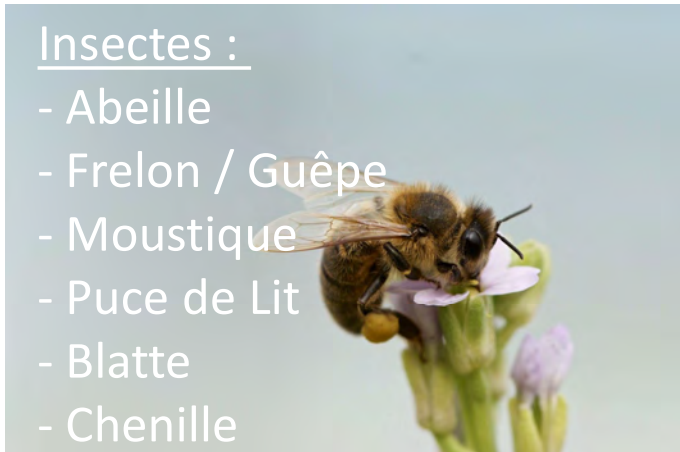 Insectes :
- Abeille
- Frelon / Guêpe
- Moustique
- Puce de Lit
- Blatte
- Chenille